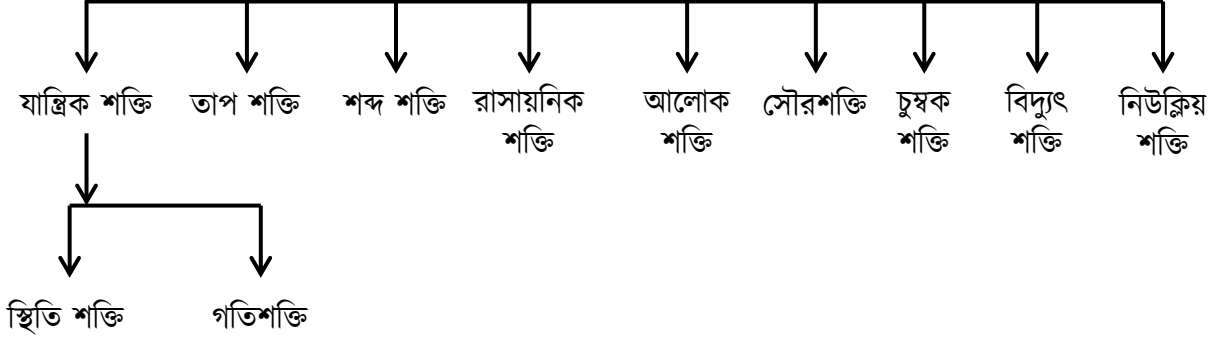 যান্ত্রিক শক্তি তাপ শক্তি শব্দ শক্তি রাসায়নিক শক্তি আলোক শক্তি সৌরশক্তি চুম্বক শক্তি বিদ্যুৎ শক্তি নিউক্লিয় শক্তি
স্থিতি শক্তি গতিশক্তি